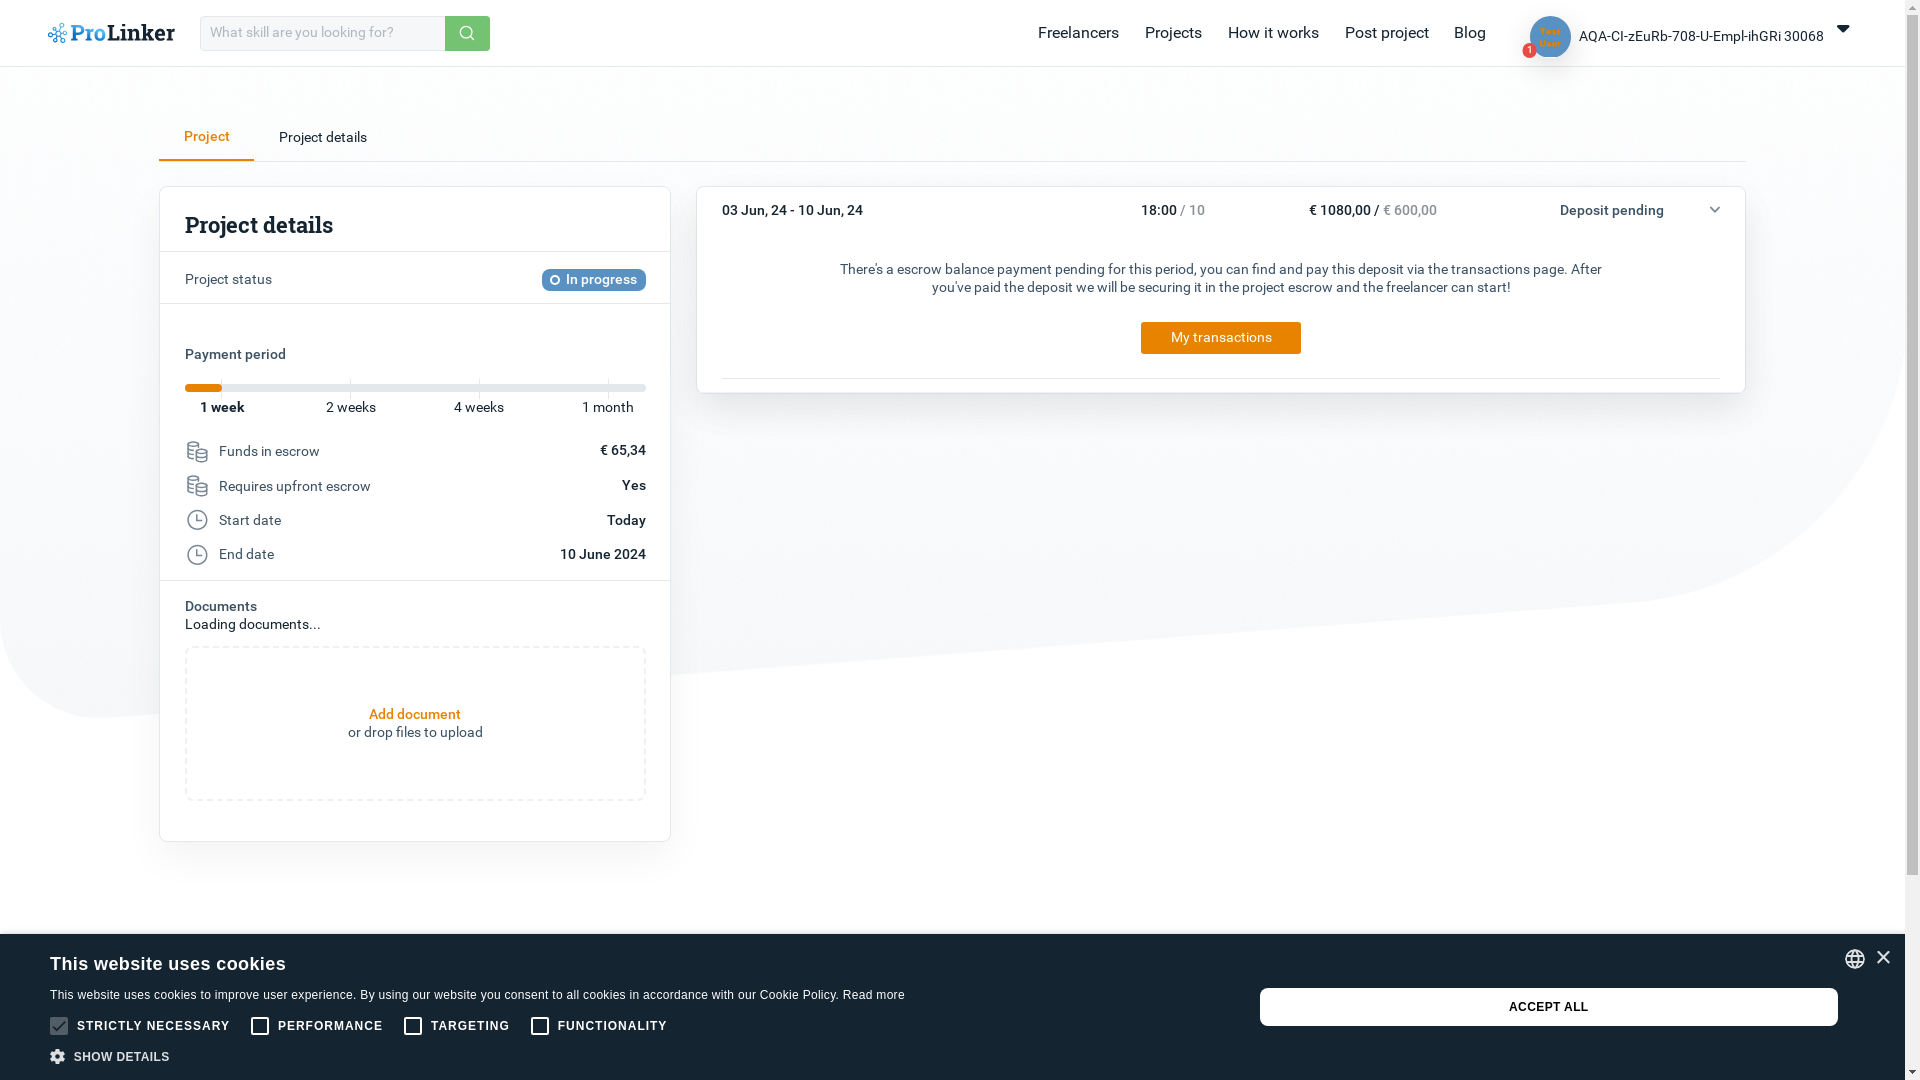 ProLinker
What skill are you looking for?
Freelancers
Projects
How it works
Post project
Blog
1
AQA-CI-zEuRb-708-U-Empl-ihGRi 30068
Project
Project details
Project details
Project status
In progress
Payment period
1 week
2 weeks
4 weeks
1 month
Funds in escrow
€ 65,34
Requires upfront escrow
Yes
Start date
Today
End date
10 June 2024
Documents
Loading documents...
Add document
or drop files to upload
03 Jun, 24 - 10 Jun, 24
18:00 / 10
€ 1080,00 / € 600,00
Deposit pending
There's a escrow balance payment pending for this period, you can find and pay this deposit via the transactions page. After
you've paid the deposit we will be securing it in the project escrow and the freelancer can start!
My transactions
This website uses cookies
This website uses cookies to improve user experience. By using our website you consent to all cookies in accordance with our Cookie Policy. Read more
STRICTLY NECESSARY
PERFORMANCE
TARGETING
FUNCTIONALITY
SHOW DETAILS
ACCEPT ALL